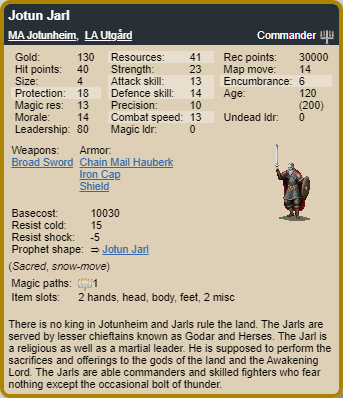 Jotun Jarl
MA Jotunheim, LA Utgård Commander
Gold: 130 Resources: 41 Rec points: 30000
Hit points: 40 Strength: 23 Map move: 14
Size: 4 Attack skill: 13 Encumbrance: 6
Protection: 18 Defence skill: 14 Age: 120
Magic res: 13 Precision: 10 (200)
Morale: 14 Combat speed: 13 Undead ldr: 0
Leadership: 80 Magic ldr: 0
Weapons: Armor:
Broad Sword Chain Mail Hauberk
Iron Cap
Shield
Basecost: 10030
Resist cold: 15
Resist shock: -5
Prophet shape: ⇒ Jotun Jarl
(Sacred, snow-move)
Magic paths: 1
Item slots: 2 hands, head, body, feet, 2 misc
There is no king in Jotunheim and Jarls rule the land. The Jarls are
served by lesser chieftains known as Godar and Herses. The Jarl is
a religious as well as a martial leader. He is supposed to perform the
sacrifices and offerings to the gods of the land and the Awakening
Lord. The Jarls are able commanders and skilled fighters who fear
nothing except the occasional bolt of thunder.